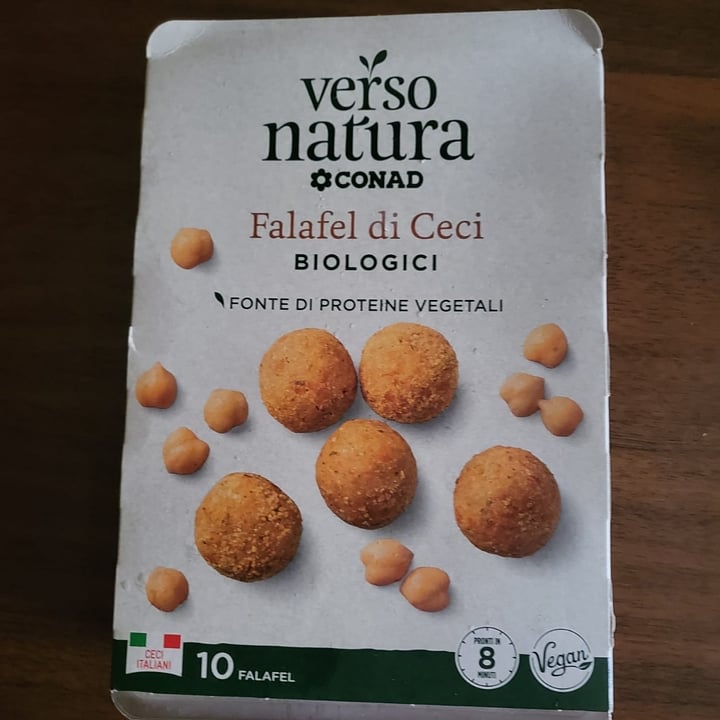 verso
natura
CONAD
Falafel di Ceci
BIOLOGICI
FONTE DI PROTEINE VEGETALI
CECI
ITALIANI
10 FALAFEL
PRONTI IN
8
MINUTI
Vegan